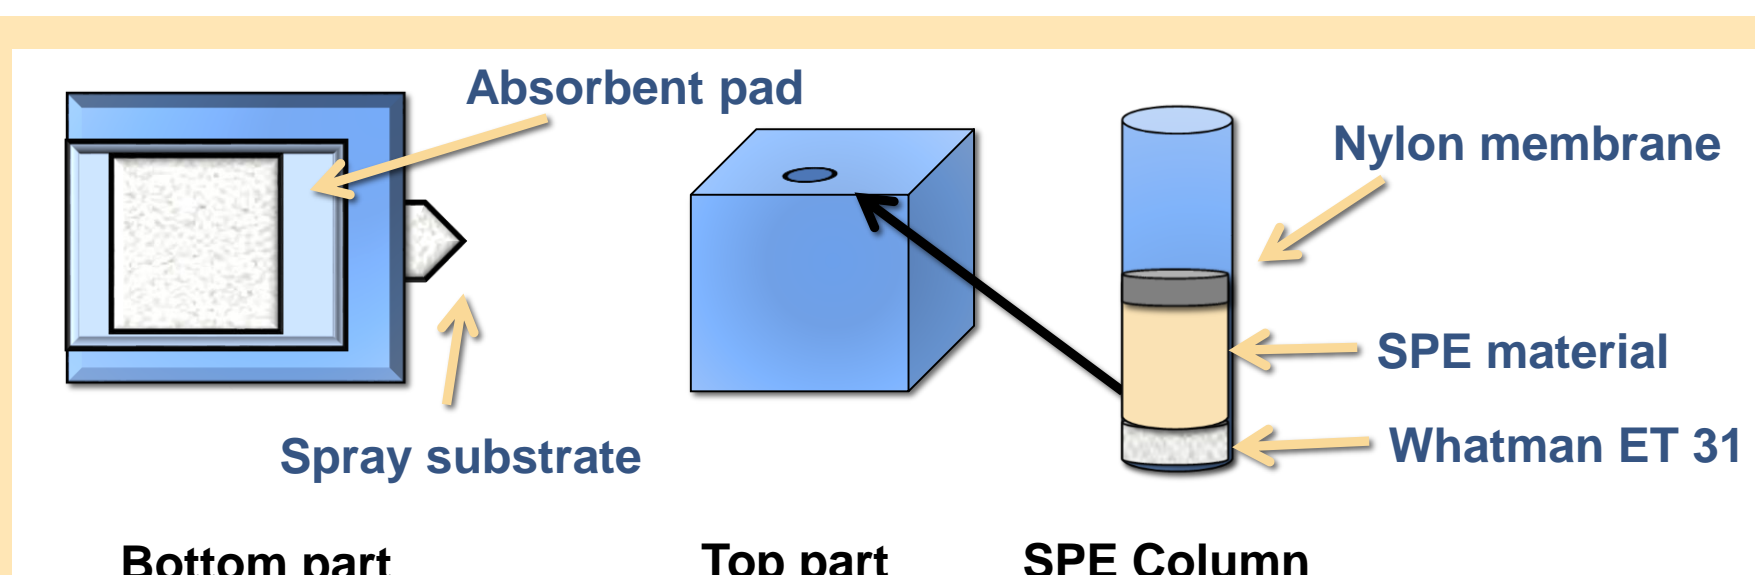 Absorbent pad
Nylon membrane
SPE material
Whatman ET 31
Spray substrate
Bottom part
Top part
SPE Column